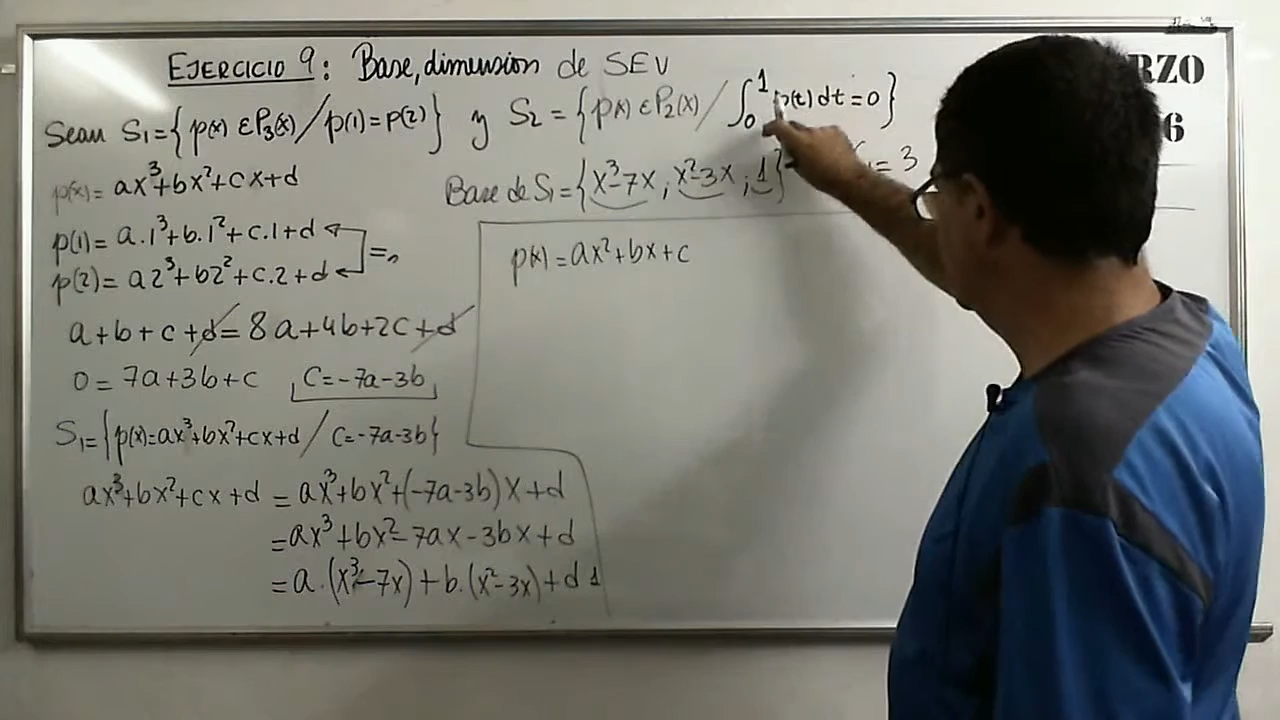 EJERCICIO 9: Base, dimension de SEV
Sean S₁={p(x) ∈ P₃(x) / p(1)=p(2)} y S₂={p(x) ∈ P₂(x) / ∫₀¹ p(t)dt=0}
p(x)= ax³+bx²+cx+d
Base de S₁={x³-7x, x²-3x, 1}
= 3
p(1)= a.1³+b.1²+c.1+d
p(2)= a2³+b2²+c.2+d
=
a+b+c+d=8a+4b+2c+d
0=7a+3b+c
C=-7a-3b
S₁={p(x)=ax³+bx²+cx+d / C=-7a-3b}
ax³+bx²+cx+d = ax³+bx²+(-7a-3b)x+d
=ax³+bx²-7ax-3bx+d
=a.(x³-7x)+b.(x²-3x)+d 1
p(x)=ax²+bx+c
RZO
6